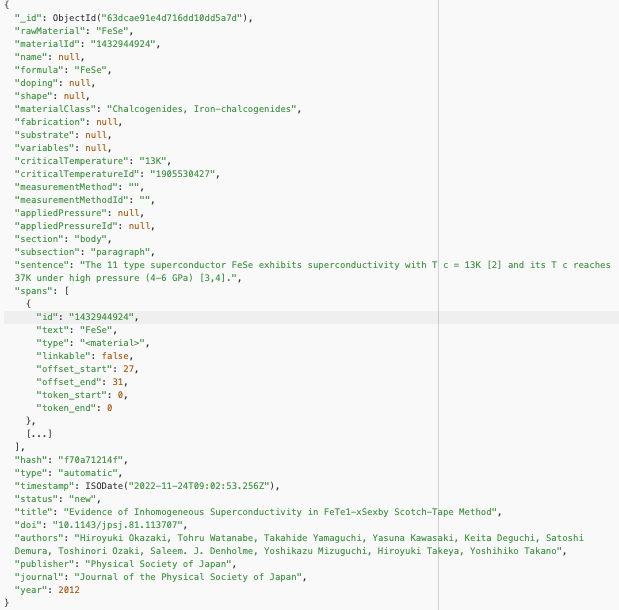 {
  "_id": ObjectId("63dcae91e4d716dd10dd5a7d"),
  "rawMaterial": "FeSe",
  "materialId": "1432944924",
  "name": null,
  "formula": "FeSe",
  "doping": null,
  "shape": null,
  "materialClass": "Chalcogenides, Iron-chalcogenides",
  "fabrication": null,
  "substrate": null,
  "variables": null,
  "criticalTemperature": "13K",
  "criticalTemperatureId": "1905530427",
  "measurementMethod": "",
  "measurementMethodId": "",
  "appliedPressure": null,
  "appliedPressureId": null,
  "section": "body",
  "subsection": "paragraph",
  "sentence": "The 11 type superconductor FeSe exhibits superconductivity with T c = 13K [2] and its T c reaches
  37K under high pressure (4−6 GPa) [3,4].",
  "spans": [
    {
      "id": "1432944924",
      "text": "FeSe",
      "type": "<material>",
      "linkable": false,
      "offset_start": 27,
      "offset_end": 31,
      "token_start": 0,
      "token_end": 0
    },
    [...]
  ],
  "hash": "f70a71214f",
  "type": "automatic",
  "timestamp": ISODate("2022-11-24T09:02:53.256Z"),
  "status": "new",
  "title": "Evidence of Inhomogeneous Superconductivity in FeTe1-xSexby Scotch-Tape Method",
  "doi": "10.1143/jpsj.81.113707",
  "authors": "Hiroyuki Okazaki, Tohru Watanabe, Takahide Yamaguchi, Yasuna Kawasaki, Keita Deguchi, Satoshi
  Demura, Toshinori Ozaki, Saleem. J. Denholme, Yoshikazu Mizuguchi, Hiroyuki Takeya, Yoshihiko Takano",
  "publisher": "Physical Society of Japan",
  "journal": "Journal of the Physical Society of Japan",
  "year": 2012
}